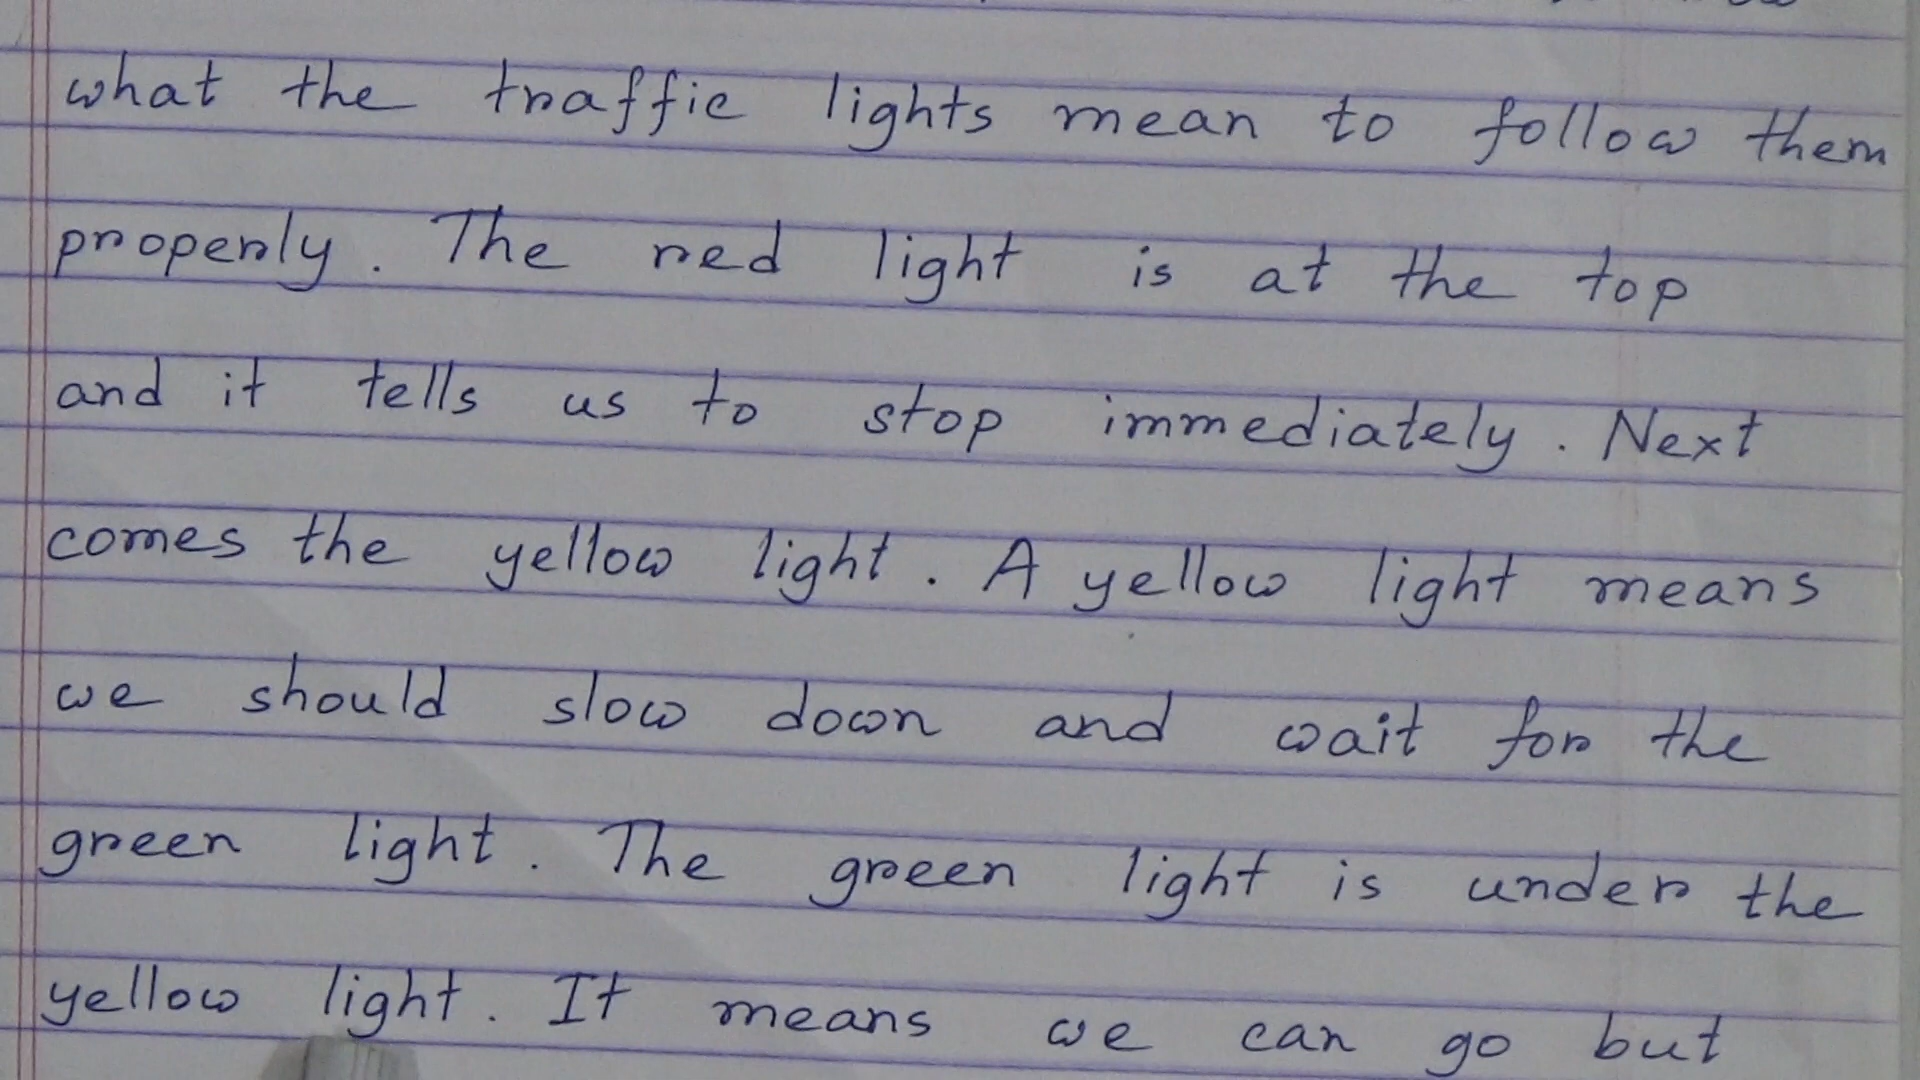 what the traffic lights mean to follow them
properly. The red light is at the top
and it tells us to stop immediately. Next
comes the yellow light. A yellow light means
we should slow down and wait for the
green light. The green light is under the
yellow light. It means we can go but